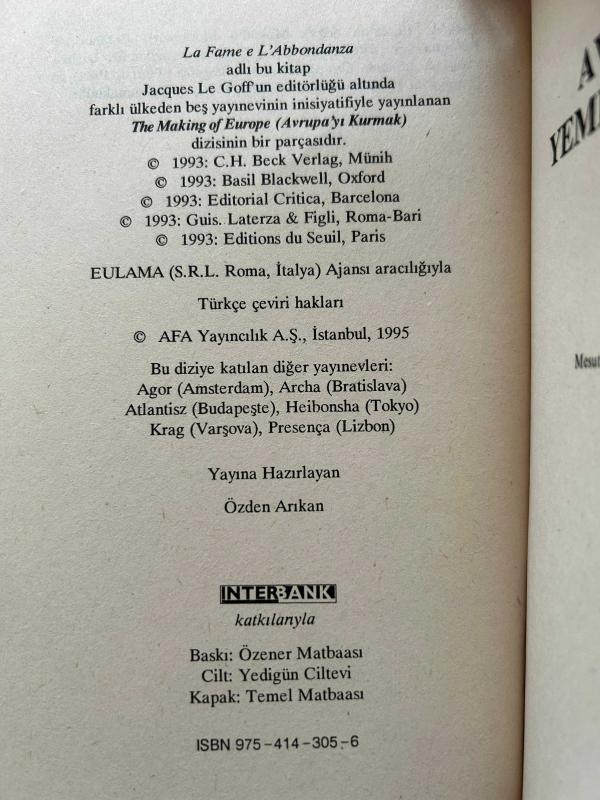 La Fame e L'Abbondanza
adlı bu kitap
Jacques Le Goff'un editörlüğü altında
farklı ülkeden beş yayınevinin inisiyatifiyle yayınlanan
The Making of Europe (Avrupa'yı Kurmak)
dizisinin bir parçasıdır.
© 1993: C.H. Beck Verlag, Münih
© 1993: Basil Blackwell, Oxford
© 1993: Editorial Critica, Barcelona
© 1993: Guis. Laterza & Figli, Roma-Bari
© 1993: Editions du Seuil, Paris
EULAMA (S.R.L. Roma, İtalya) Ajansı aracılığıyla
Türkçe çeviri hakları
© AFA Yayıncılık A.Ş., İstanbul, 1995
Bu diziye katılan diğer yayınevleri:
Agor (Amsterdam), Archa (Bratislava)
Atlantisz (Budapeşte), Heibonsha (Tokyo)
Krag (Varşova), Presença (Lizbon)
Yayına Hazırlayan
Özden Arıkan
INTERBANK
katkılarıyla
Baskı: Özener Matbaası
Cilt: Yedigün Ciltevi
Kapak: Temel Matbaası
ISBN 975-414-305-6
A
YEM
Mesut